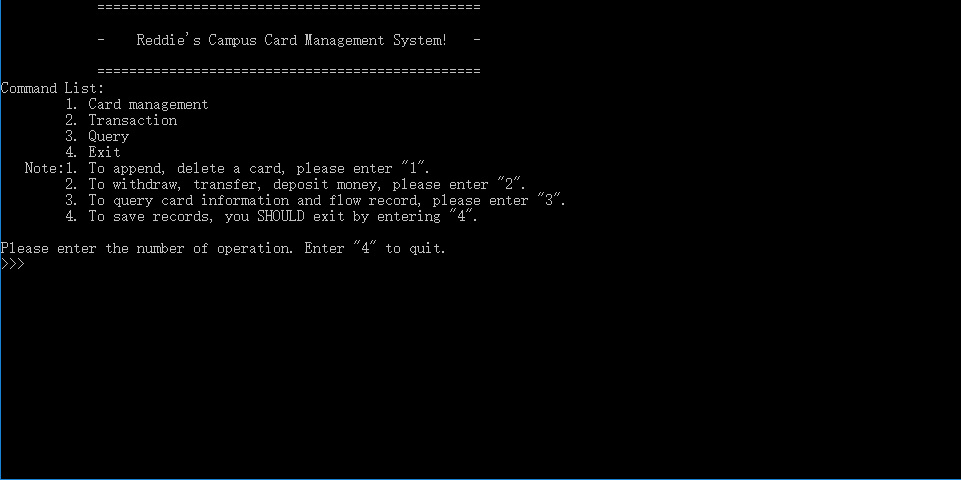 ================================================
-    Reddie's Campus Card Management System!   -
================================================
Command List:
1. Card management
2. Transaction
3. Query
4. Exit
Note:1. To append, delete a card, please enter "1".
2. To withdraw, transfer, deposit money, please enter "2".
3. To query card information and flow record, please enter "3".
4. To save records, you SHOULD exit by entering "4".
Please enter the number of operation. Enter "4" to quit.
>>>